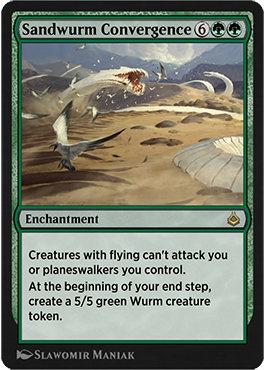 Sandwurm Convergence 6
Enchantment
Creatures with flying can't attack you
or planeswalkers you control.
At the beginning of your end step,
create a 5/5 green Wurm creature
token.
SLAWOMIR MANIAK